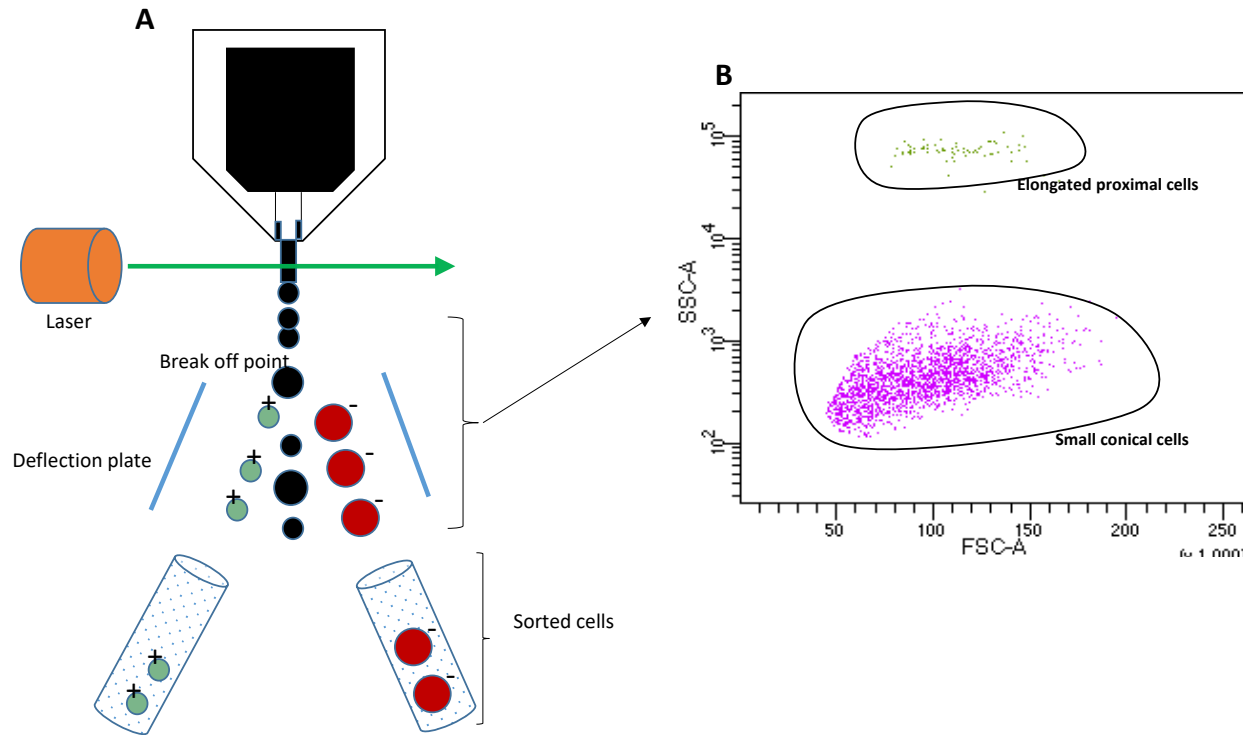 A
Laser
Break off point
+
-
+
-
Deflection plate
+
-
Sorted cells
-
+
-
+
B
SSC-A
10^5
10^4
10^3
10^2
Elongated proximal cells
Small conical cells
50 100 150 200 250
FSC-A